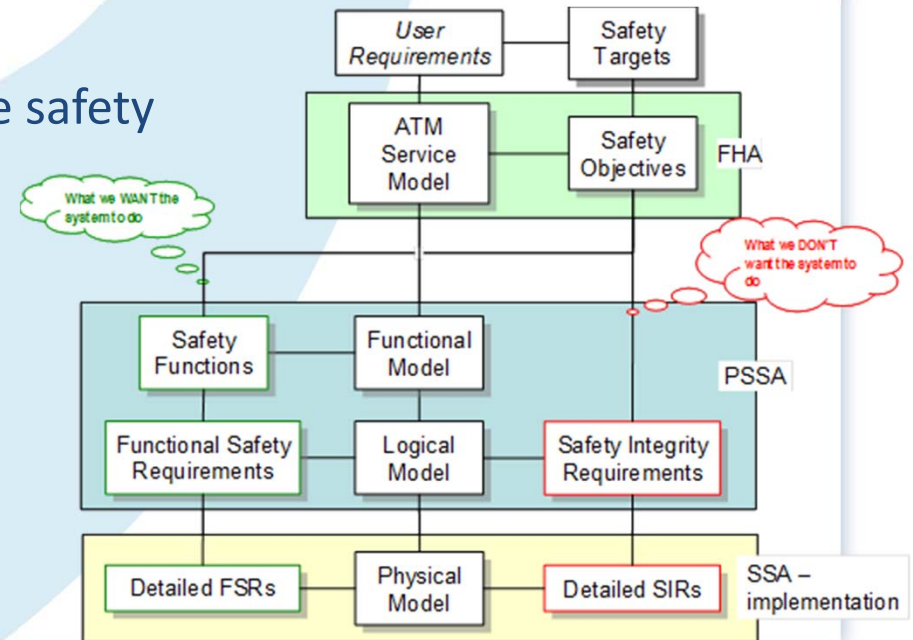 User
Requirements
Safety
Targets
e safety
ATM
Service
Model
Safety
Objectives
FHA
What we WANT the
system to do
What we DON'T
want the system to
do
Safety
Functions
Functional
Model
PSSA
Functional Safety
Requirements
Logical
Model
Safety Integrity
Requirements
Detailed FSRs
Physical
Model
Detailed SIRs
SSA –
implementation